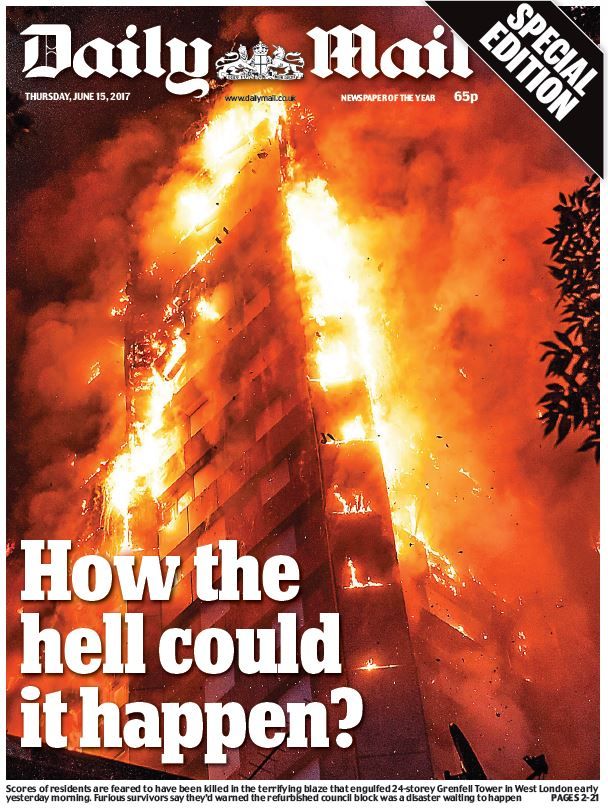 Daily Mail
SPECIAL
EDITION
THURSDAY, JUNE 15, 2017 www.dailymail.co.uk NEWSPAPER OF THE YEAR 65p
How the
hell could
it happen?
Scores of residents are feared to have been killed in the terrifying blaze that engulfed 24-storey Grenfell Tower in West London early
yesterday morning. Furious survivors say they'd warned the refurbished council block was a disaster waiting to happen PAGES 2-21